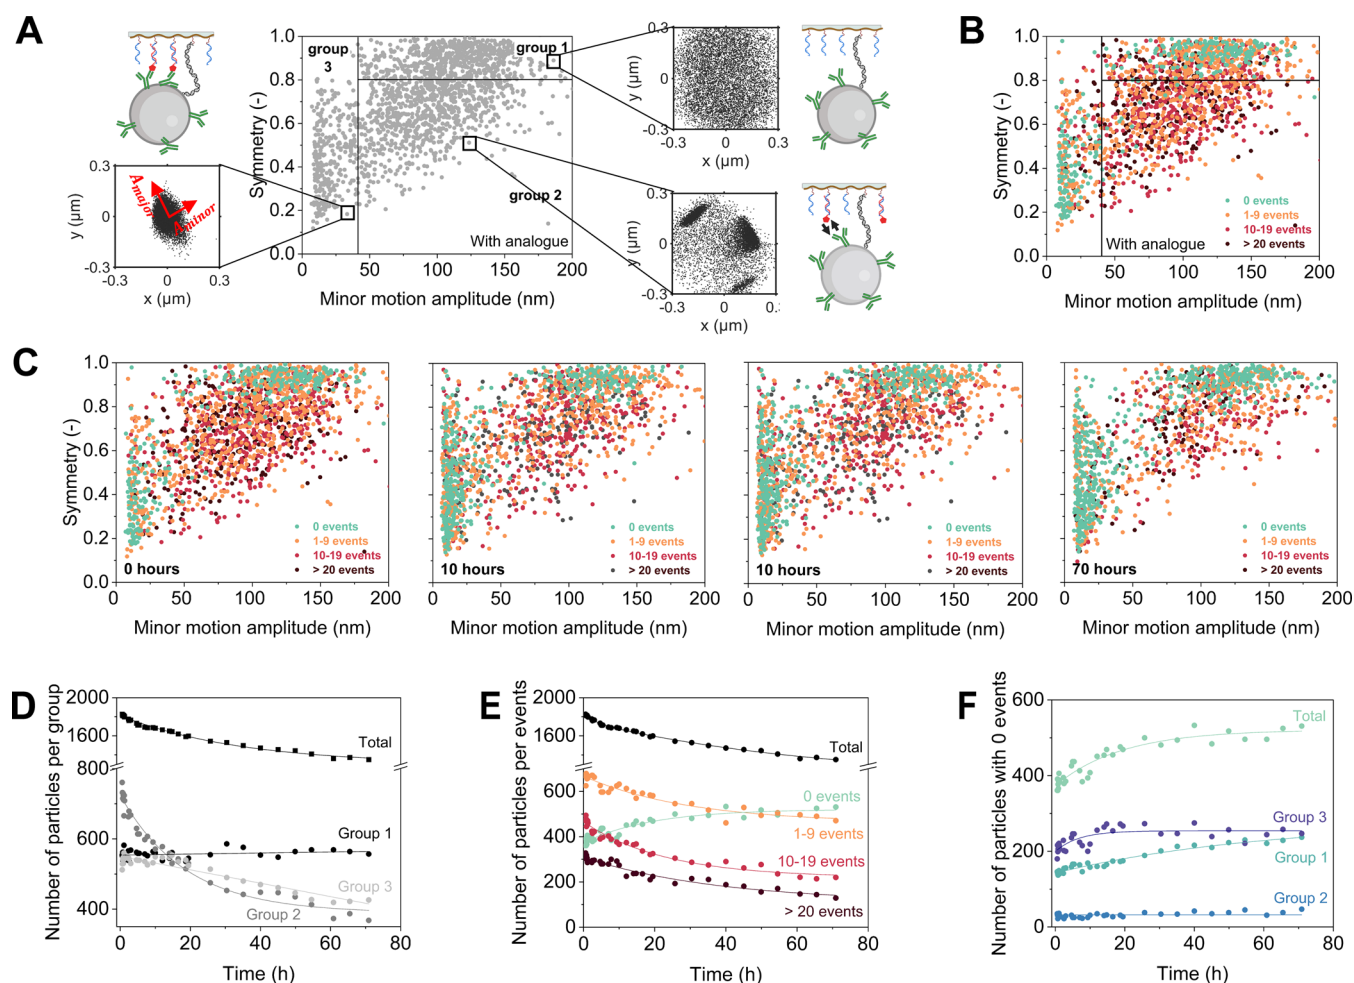 A
group 3
group 1
group 2
With analogue
Symmetry (-)
1.0
0.8
0.6
0.4
0.2
0.0
0
50
100
150
200
Minor motion amplitude (nm)
0.3
0
-0.3
y (µm)
A major
A minor
-0.3
0
0.3
x (µm)
0.3
0
-0.3
y (µm)
-0.3
0
0.3
x (µm)
0.3
0
-0.3
y (µm)
-0.3
0
0.3
x (µm)
B
Symmetry (-)
1.0
0.8
0.6
0.4
0.2
0.0
0 events
1-9 events
10-19 events
> 20 events
With analogue
0
50
100
150
200
Minor motion amplitude (nm)
C
Symmetry (-)
1.0
0.8
0.6
0.4
0.2
0.0
0 events
1-9 events
10-19 events
> 20 events
0 hours
0
50
100
150
200
Minor motion amplitude (nm)
0 events
1-9 events
10-19 events
> 20 events
10 hours
0
50
100
150
200
Minor motion amplitude (nm)
0 events
1-9 events
10-19 events
> 20 events
10 hours
0
50
100
150
200
Minor motion amplitude (nm)
0 events
1-9 events
10-19 events
> 20 events
70 hours
0
50
100
150
200
Minor motion amplitude (nm)
D
Number of particles per group
2000
1600
800
600
400
Total
Group 1
Group 3
Group 2
0
20
40
60
80
Time (h)
E
Number of particles per events
2000
1600
600
400
200
0
Total
0 events
1-9 events
10-19 events
> 20 events
0
20
40
60
80
Time (h)
F
Number of particles with 0 events
600
400
200
0
Total
Group 3
Group 1
Group 2
0
20
40
60
80
Time (h)